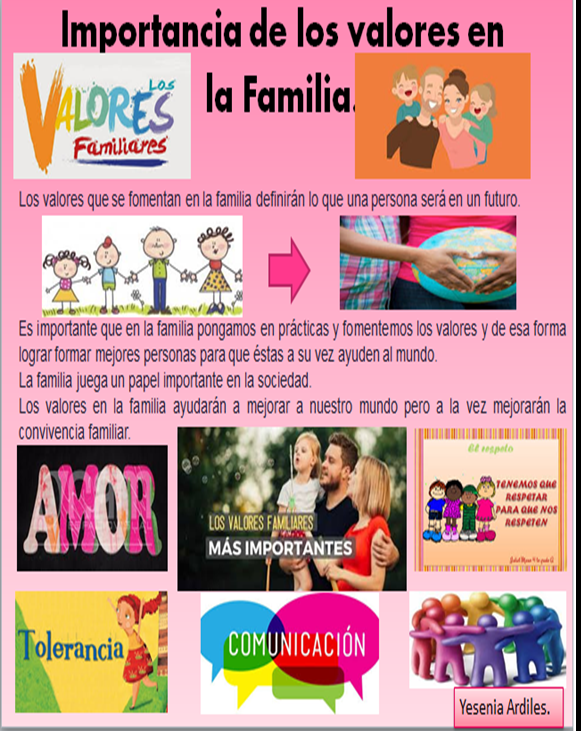 Importancia de los valores en
la Familia.
LOS
VALORES
Familiares
Los valores que se fomentan en la familia definirán lo que una persona será en un futuro.
Es importante que en la familia pongamos en prácticas y fomentemos los valores y de esa forma
lograr formar mejores personas para que éstas a su vez ayuden al mundo.
La familia juega un papel importante en la sociedad.
Los valores en la familia ayudarán a mejorar a nuestro mundo pero a la vez mejorarán la
convivencia familiar.
AMOR
LOS VALORES FAMILIARES
MÁS IMPORTANTES
El respeto
TENEMOS QUE
RESPETAR
PARA QUE NOS
RESPETEN
Tolerancia
COMUNICACIÓN
Yesenia Ardiles.